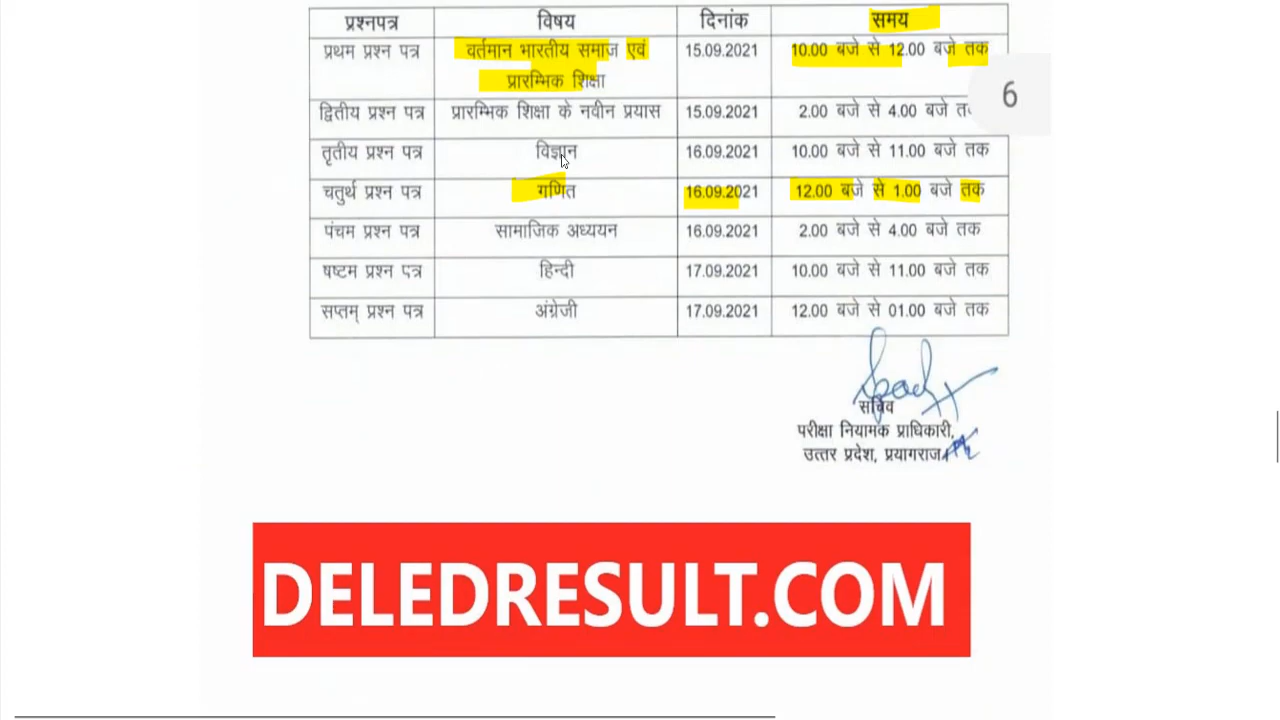 प्रश्नपत्र विषय दिनांक समय
प्रथम प्रश्न पत्र वर्तमान भारतीय समाज एवं 15.09.2021 10.00 बजे से 12.00 बजे तक
प्रारम्भिक शिक्षा
6
द्वितीय प्रश्न पत्र प्रारम्भिक शिक्षा के नवीन प्रयास 15.09.2021 2.00 बजे से 4.00 बजे
तृतीय प्रश्न पत्र विज्ञान 16.09.2021 10.00 बजे से 11.00 बजे तक
चतुर्थ प्रश्न पत्र गणित 16.09.2021 12.00 बजे से 1.00 बजे तक
पंचम प्रश्न पत्र सामाजिक अध्ययन 16.09.2021 2.00 बजे से 4.00 बजे तक
षष्टम प्रश्न पत्र हिन्दी 17.09.2021 10.00 बजे से 11.00 बजे तक
सप्तम् प्रश्न पत्र अंग्रेजी 17.09.2021 12.00 बजे से 01.00 बजे तक
सचिव
परीक्षा नियामक प्राधिकारी,
उत्तर प्रदेश, प्रयागराज
DELEDRESULT.COM